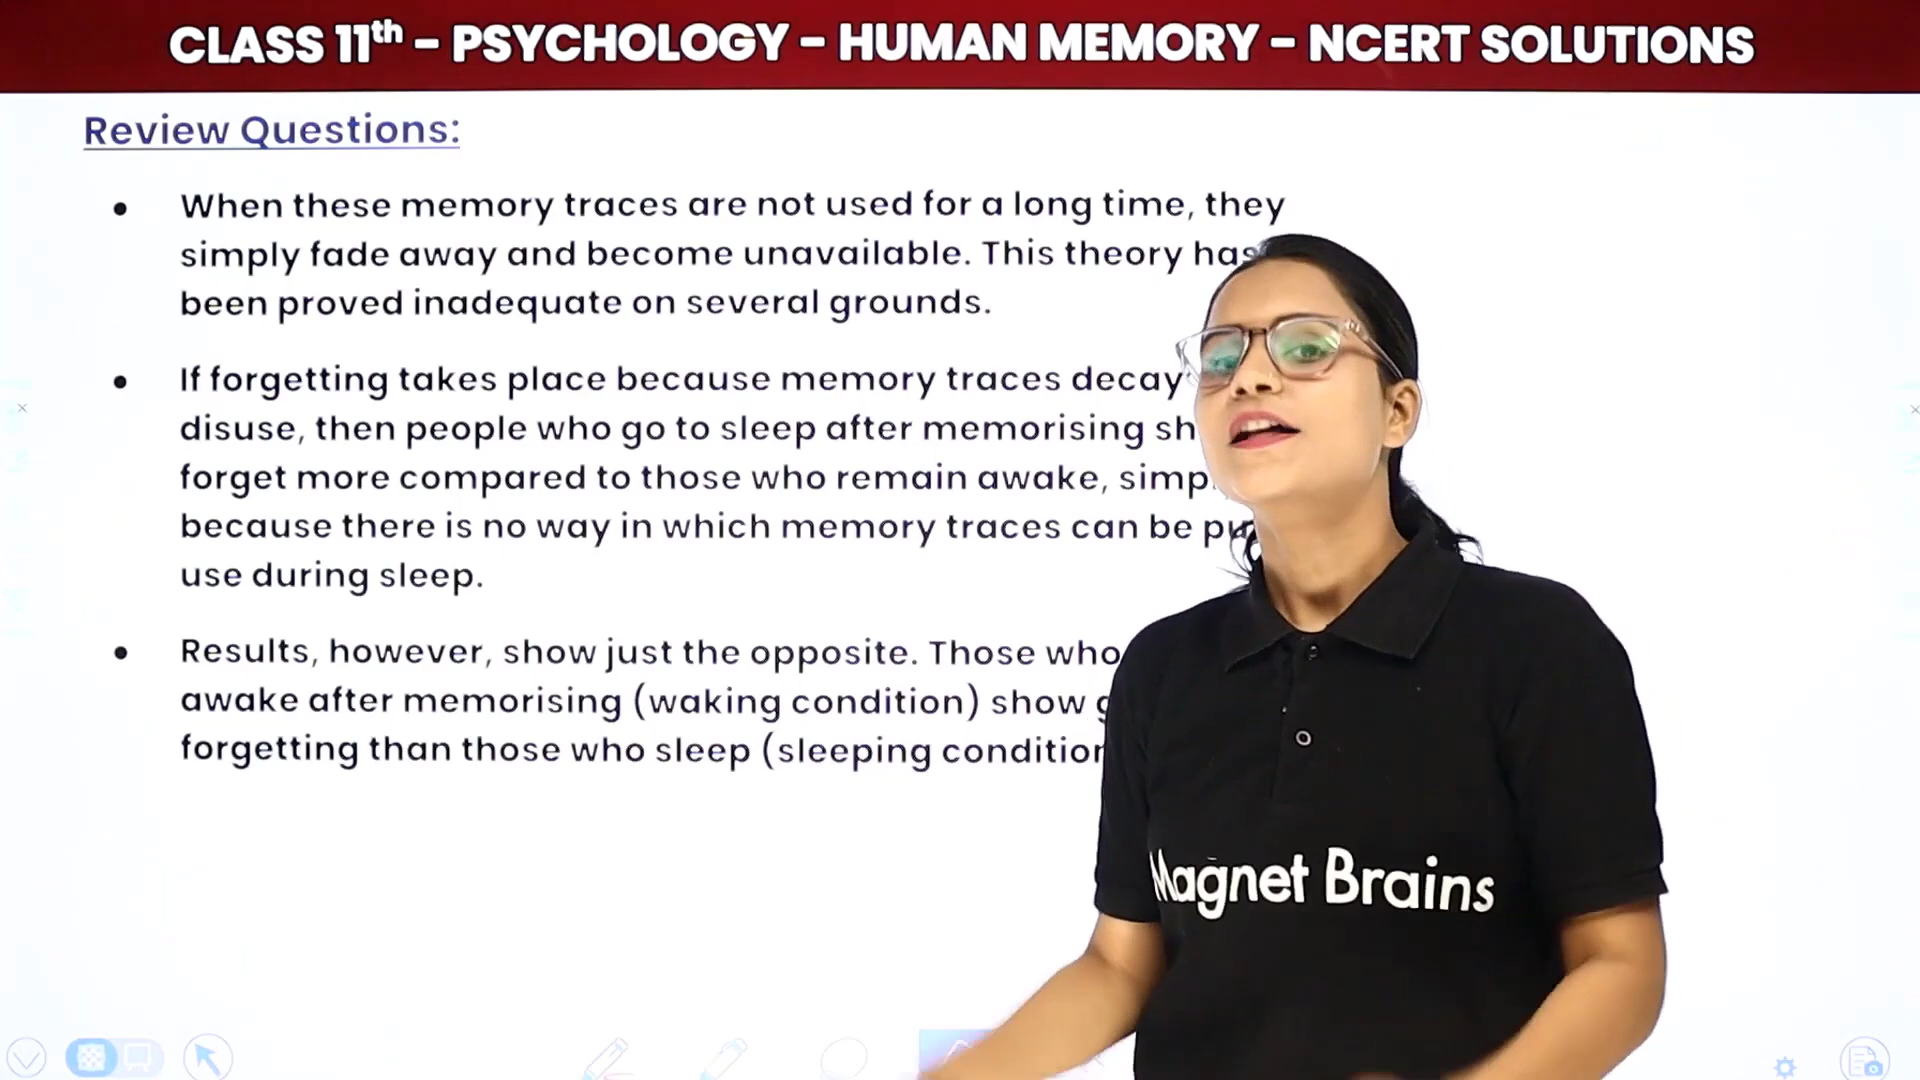 CLASS 11th – PSYCHOLOGY – HUMAN MEMORY – NCERT SOLUTIONS
Review Questions:
• When these memory traces are not used for a long time, they
simply fade away and become unavailable. This theory has
been proved inadequate on several grounds.
• If forgetting takes place because memory traces decay
disuse, then people who go to sleep after memorising
forget more compared to those who remain awake,
because there is no way in which memory traces can be
use during sleep.
• Results, however, show just the opposite. Those who
awake after memorising (waking condition) show
forgetting than those who sleep (sleeping
Magnet Brains